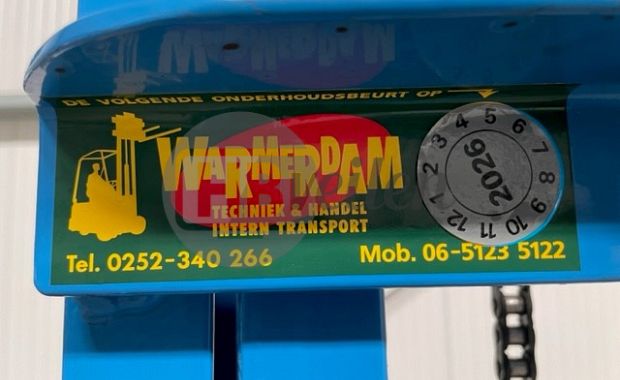 DE VOLGENDE ONDERHOUDSBEURT OP
WARMERDAM
TECHNIEK & HANDEL
INTERN TRANSPORT
Tel. 0252-340 266
Mob. 06-5123 5122
1 2 3 4 5 6 7 8 9 10 11 12
2026